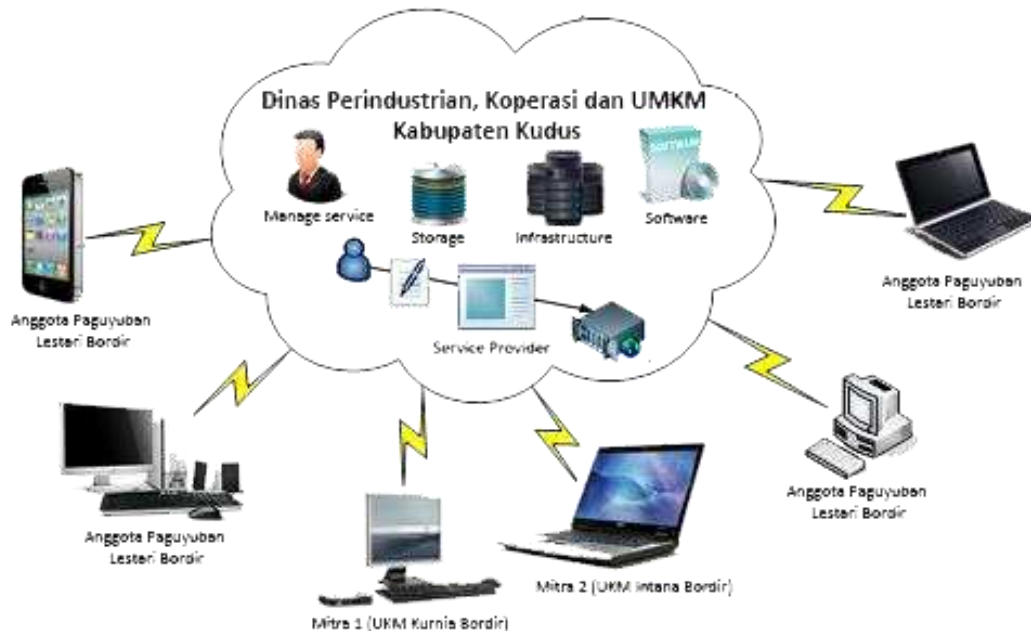 Dinas Perindustrian, Koperasi dan UMKM
Kabupaten Kudus
SOFTWAR
Manage service
Storage
Infrastructure
Software
Service Provider
Anggota Paguyuban
Lestari Bordir
Anggota Paguyuban
Lestari Bordir
Anggota Paguyuban
Lestari Bordir
Anggota Paguyuban
Lestari Bordir
Mitra 1 (UKM Kurnia Bordir)
Mitra 2 (UKM Intana Bordir)